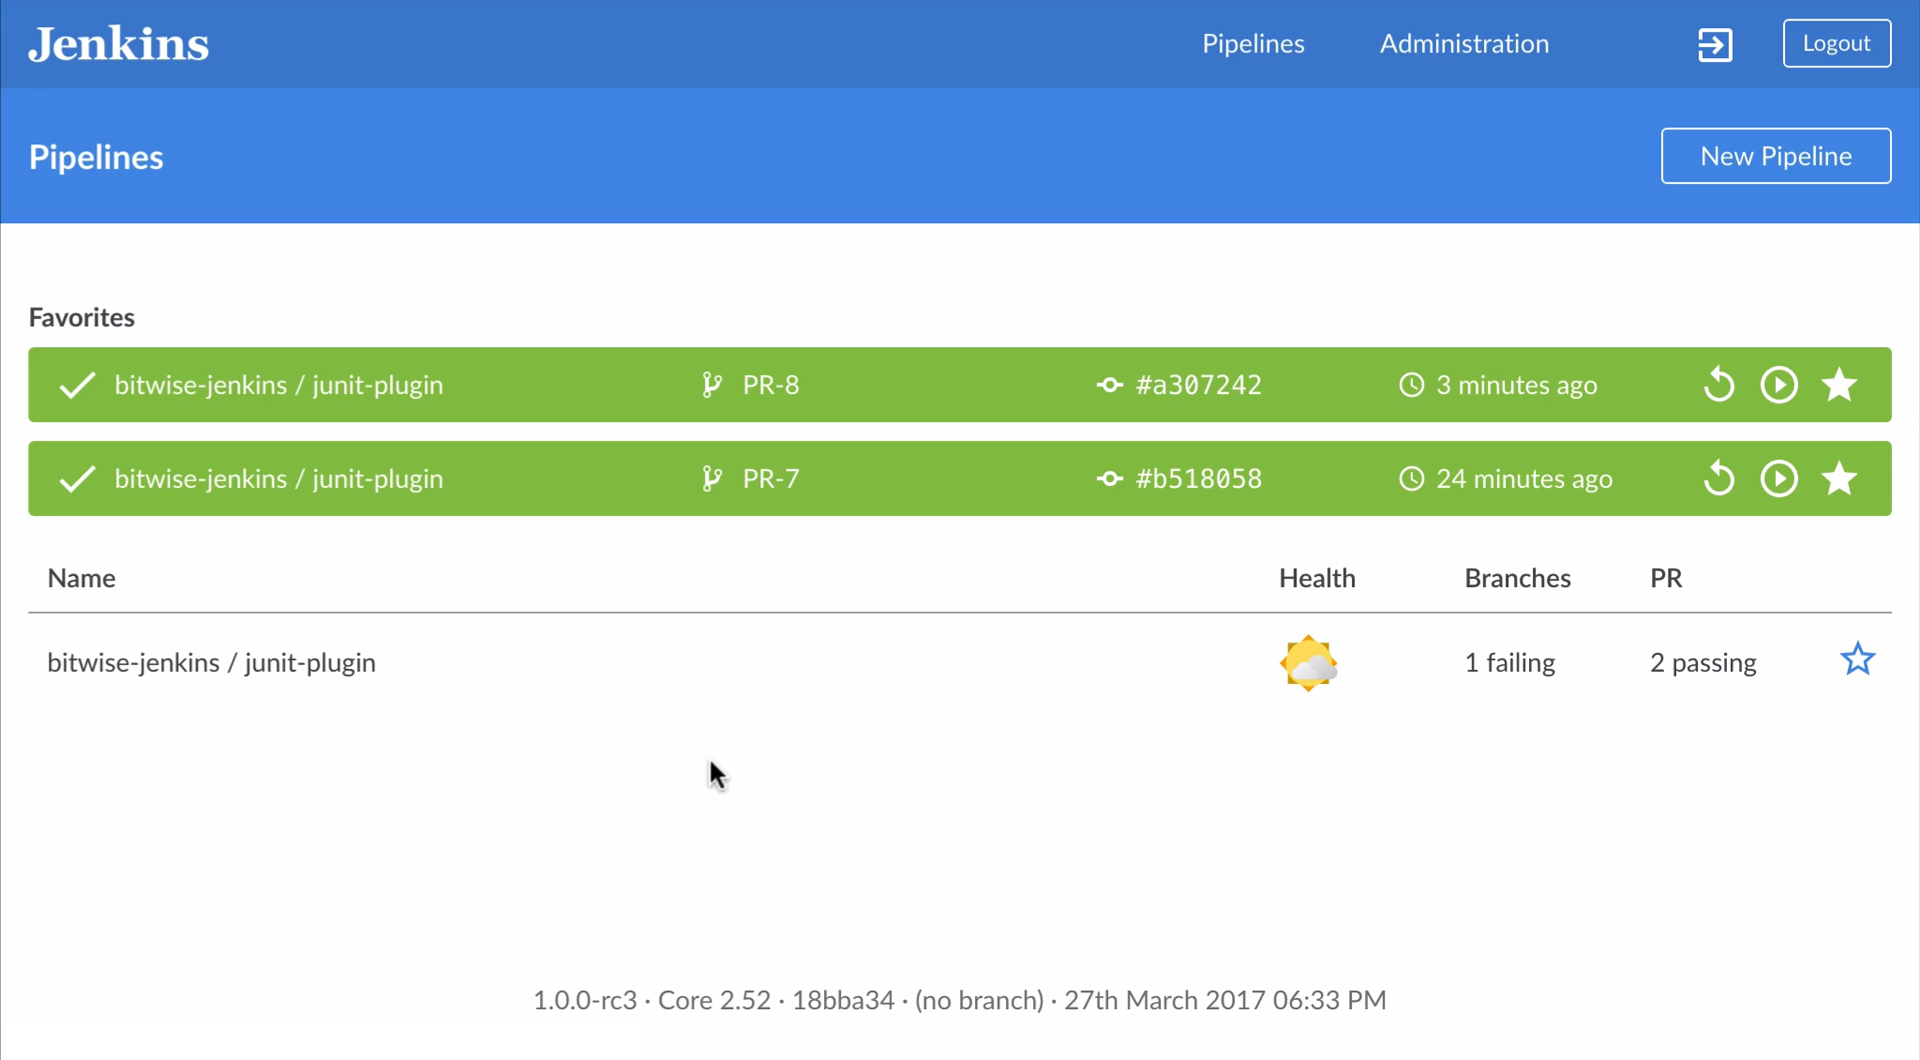 Jenkins Pipelines Administration Logout
Pipelines New Pipeline
Favorites
bitwise-jenkins / junit-plugin PR-8 #a307242 3 minutes ago
bitwise-jenkins / junit-plugin PR-7 #b518058 24 minutes ago
Name Health Branches PR
bitwise-jenkins / junit-plugin 1 failing 2 passing
1.0.0-rc3 · Core 2.52 · 18bba34 · (no branch) · 27th March 2017 06:33 PM